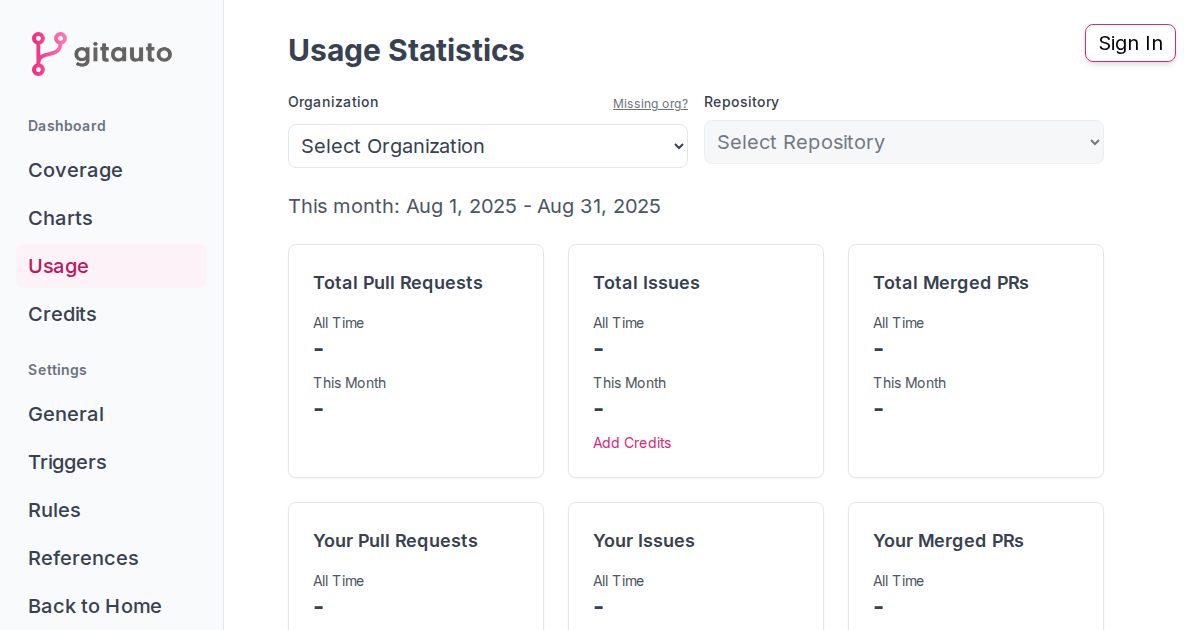 gitauto
Dashboard
Coverage
Charts
Usage
Credits
Settings
General
Triggers
Rules
References
Back to Home
Usage Statistics
Sign In
Organization
Missing org?
Repository
Select Organization
Select Repository
This month: Aug 1, 2025 - Aug 31, 2025
Total Pull Requests
All Time
-
This Month
-
Total Issues
All Time
-
This Month
-
Add Credits
Total Merged PRs
All Time
-
This Month
-
Your Pull Requests
All Time
-
Your Issues
All Time
-
Your Merged PRs
All Time
-